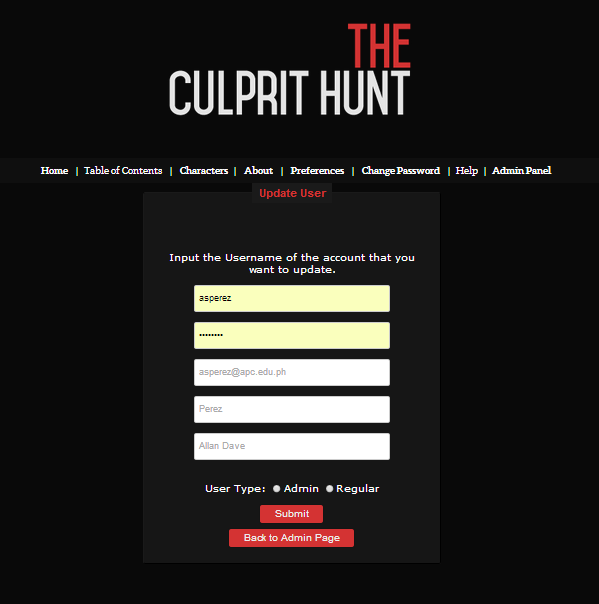 THE
CULPRIT HUNT
Home | Table of Contents | Characters | About | Preferences | Change Password | Help | Admin Panel
Update User
Input the Username of the account that you
want to update.
asperez
••••••••
asperez@apc.edu.ph
Perez
Allan Dave
User Type: Admin Regular
Submit
Back to Admin Page